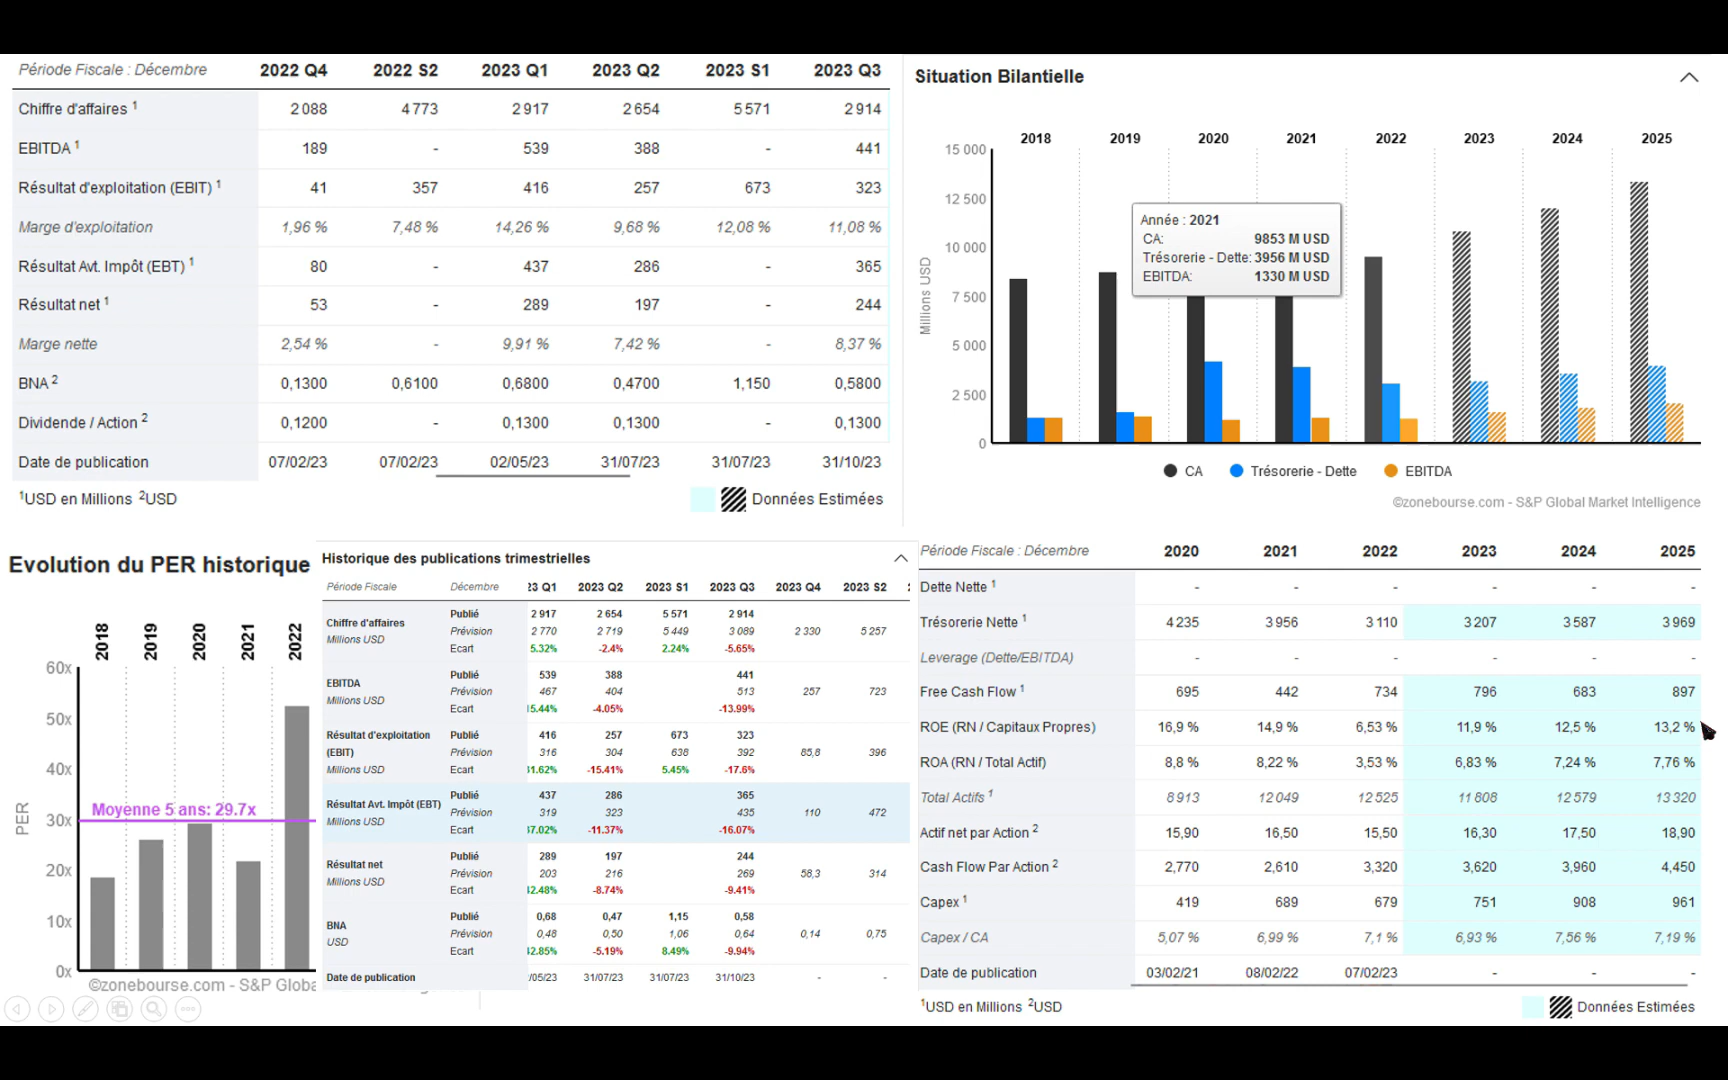 Période Fiscale : Décembre 2022 Q4 2022 S2 2023 Q1 2023 Q2 2023 S1 2023 Q3
Chiffre d'affaires 1 2 088 4 773 2 917 2 654 5 571 2 914
EBITDA 1 189 - 539 388 - 441
Résultat d'exploitation (EBIT) 1 41 357 416 257 673 323
Marge d'exploitation 1,96 % 7,48 % 14,26 % 9,68 % 12,08 % 11,08 %
Résultat Avt. Impôt (EBT) 1 80 - 437 286 - 365
Résultat net 1 53 - 289 197 - 244
Marge nette 2,54 % - 9,91 % 7,42 % - 8,37 %
BNA 2 0,1300 0,6100 0,6800 0,4700 1,150 0,5800
Dividende / Action 2 0,1200 - 0,1300 0,1300 - 0,1300
Date de publication 07/02/23 07/02/23 02/05/23 31/07/23 31/07/23 31/10/23
1USD en Millions 2USD Données Estimées
Situation Bilantielle
2018 2019 2020 2021 2022 2023 2024 2025
15 000
12 500
10 000
7 500
5 000
2 500
0
Millions USD
Année : 2021
CA: 9853 M USD
Trésorerie - Dette: 3956 M USD
EBITDA: 1330 M USD
CA Trésorerie - Dette EBITDA
©zonebourse.com - S&P Global Market Intelligence
Evolution du PER historique
2018 2019 2020 2021 2022
60x
50x
40x
30x
20x
10x
0x
PER
Moyenne 5 ans: 29.7x
©zonebourse.com - S&P Globa
Historique des publications trimestrielles
Période Fiscale Décembre 23 Q1 2023 Q2 2023 S1 2023 Q3 2023 Q4 2023 S2
Chiffre d'affaires
Millions USD
Publié 2 917 2 654 5 571 2 914
Prévision 2 770 2 719 5 449 3 089 2 330 5 257
Ecart 5.32% -2.4% 2.24% -5.65%
EBITDA
Millions USD
Publié 539 388 441
Prévision 467 404 513 257 723
Ecart 5.44% -4.05% -13.99%
Résultat d'exploitation
(EBIT)
Millions USD
Publié 416 257 673 323
Prévision 316 304 638 392 85,8 396
Ecart 1.62% -15.41% 5.45% -17.6%
Résultat Avt. Impôt (EBT)
Millions USD
Publié 437 286 365
Prévision 319 323 435 110 472
Ecart 7.02% -11.37% -16.07%
Résultat net
Millions USD
Publié 289 197 244
Prévision 203 216 269 58,3 314
Ecart 2.48% -8.74% -9.41%
BNA
USD
Publié 0,68 0,47 1,15 0,58
Prévision 0,48 0,50 1,06 0,64 0,14 0,75
Ecart 2.85% -5.19% 8.49% -9.94%
Date de publication /05/23 31/07/23 31/07/23 31/10/23 - -
Période Fiscale : Décembre 2020 2021 2022 2023 2024 2025
Dette Nette 1 - - - - - -
Trésorerie Nette 1 4 235 3 956 3 110 3 207 3 587 3 969
Leverage (Dette/EBITDA) - - - - - -
Free Cash Flow 1 695 442 734 796 683 897
ROE (RN / Capitaux Propres) 16,9 % 14,9 % 6,53 % 11,9 % 12,5 % 13,2 %
ROA (RN / Total Actif) 8,8 % 8,22 % 3,53 % 6,83 % 7,24 % 7,76 %
Total Actifs 1 8 913 12 049 12 525 11 808 12 579 13 320
Actif net par Action 2 15,90 16,50 15,50 16,30 17,50 18,90
Cash Flow Par Action 2 2,770 2,610 3,320 3,620 3,960 4,450
Capex 1 419 689 679 751 908 961
Capex / CA 5,07 % 6,99 % 7,1 % 6,93 % 7,56 % 7,19 %
Date de publication 03/02/21 08/02/22 07/02/23 - - -
1USD en Millions 2USD Données Estimées